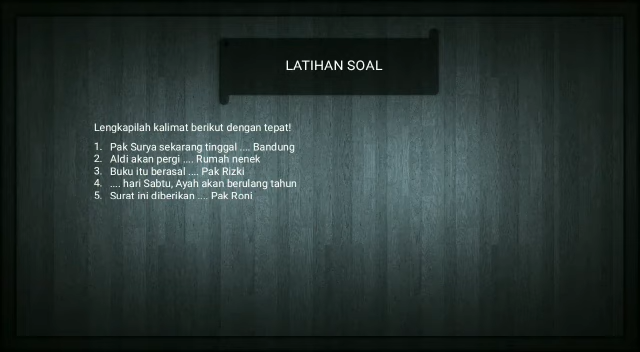 LATIHAN SOAL
Lengkapilah kalimat berikut dengan tepat!
1. Pak Surya sekarang tinggal .... Bandung
2. Aldi akan pergi .... Rumah nenek
3. Buku itu berasal .... Pak Rizki
4. .... hari Sabtu, Ayah akan berulang tahun
5. Surat ini diberikan .... Pak Roni